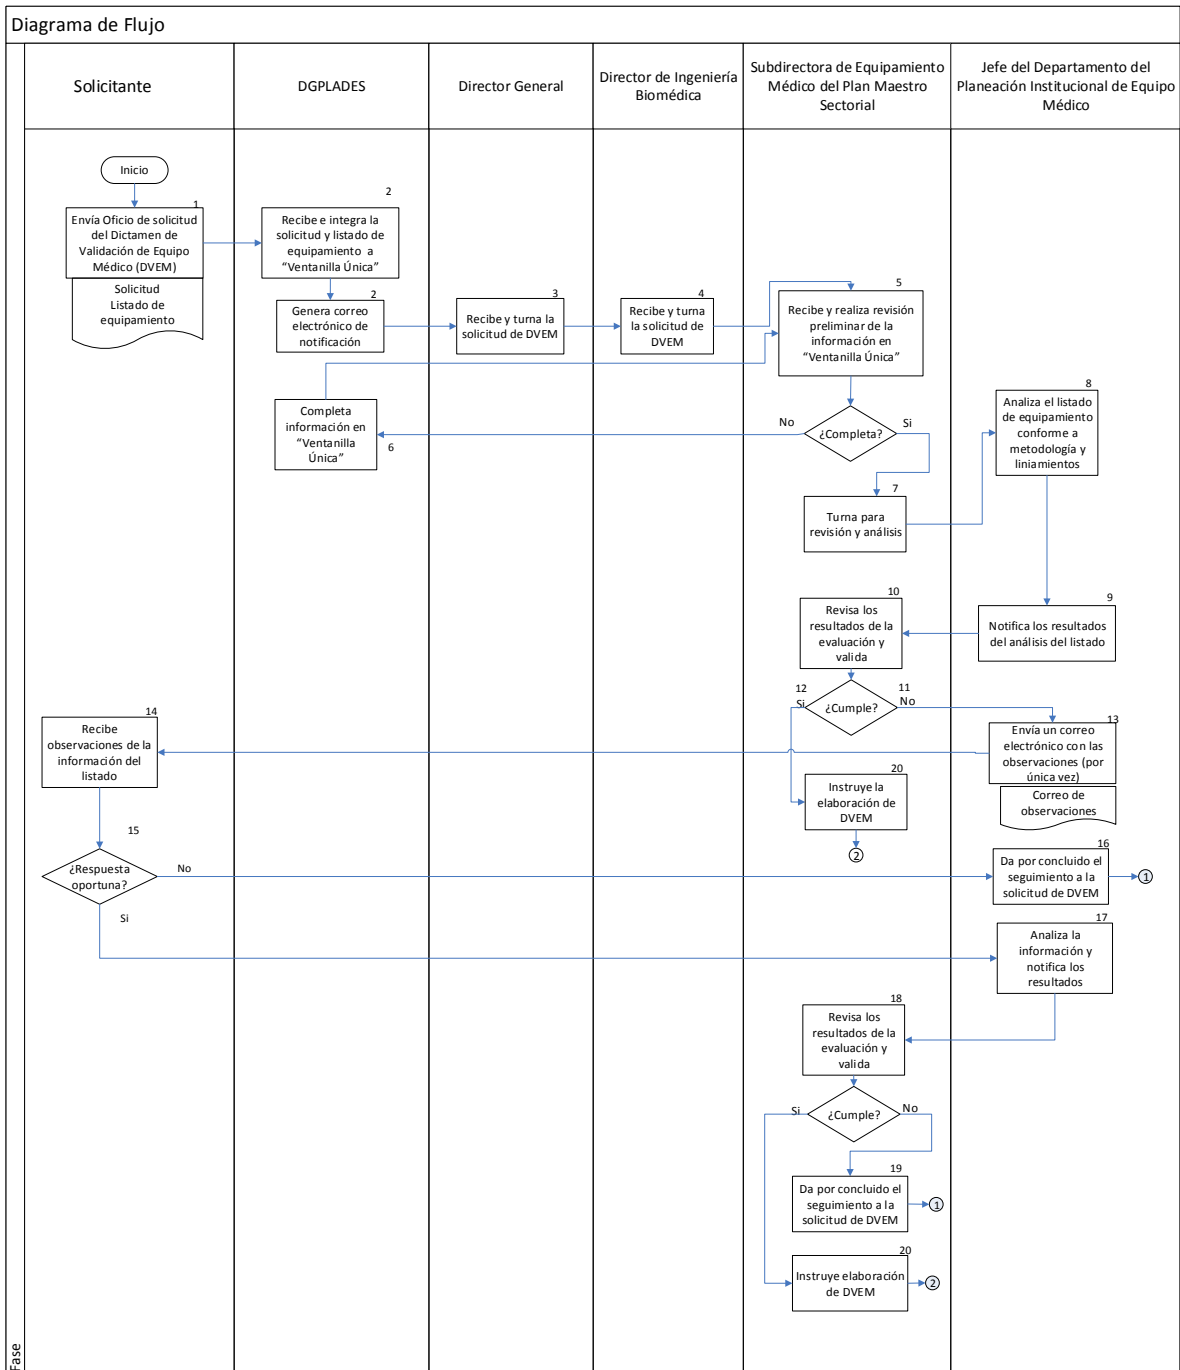 Diagrama de Flujo
Solicitante
DGPLADES
Director General
Director de Ingeniería
Biomédica
Subdirectora de Equipamiento
Médico del Plan Maestro
Sectorial
Jefe del Departamento del
Planeación Institucional de Equipo
Médico
Inicio
1
Envía Oficio de solicitud
del Dictamen de
Validación de Equipo
Médico (DVEM)
Solicitud
Listado de
equipamiento
2
Recibe e integra la
solicitud y listado de
equipamiento a
“Ventanilla Única”
2
Genera correo
electrónico de
notificación
3
Recibe y turna la
solicitud de DVEM
4
Recibe y turna
la solicitud de
DVEM
5
Recibe y realiza revisión
preliminar de la
información en
“Ventanilla Única”
Completa
información en
“Ventanilla
Única”
6
No
¿Completa?
Si
7
Turna para
revisión y análisis
8
Analiza el listado
de equipamiento
conforme a
metodología y
liniamientos
9
Notifica los resultados
del análisis del listado
10
Revisa los
resultados de la
evaluación y
valida
12
Si
¿Cumple?
11
No
13
Envía un correo
electrónico con las
observaciones (por
única vez)
Correo de
observaciones
14
Recibe
observaciones de la
información del
listado
20
Instruye la
elaboración de
DVEM
2
15
¿Respuesta
oportuna?
No
Si
16
Da por concluido el
seguimiento a la
solicitud de DVEM
1
17
Analiza la
información y
notifica los
resultados
18
Revisa los
resultados de la
evaluación y
valida
Si
¿Cumple?
No
19
Da por concluido el
seguimiento a la
solicitud de DVEM
1
20
Instruye elaboración
de DVEM
2
Fase